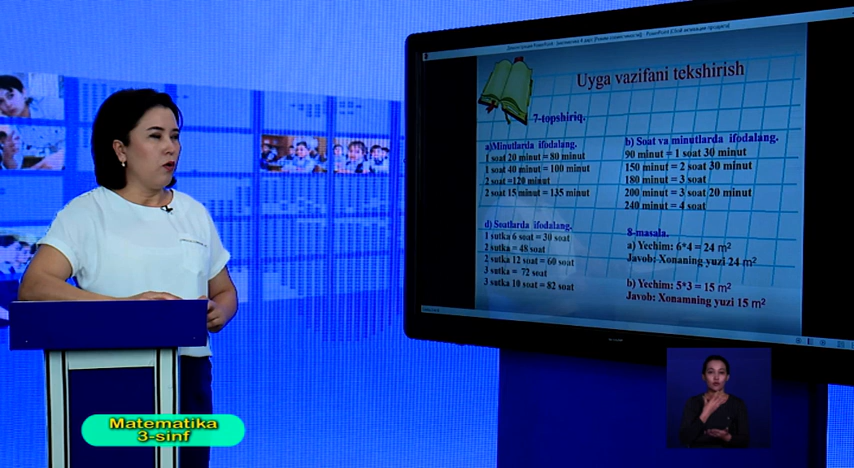 Uyga vazifani tekshirish
7-topshiriq.
a)Minutlarda ifodalang.
1 soat 20 minut = 80 minut
1 soat 40 minut = 100 minut
2 soat =120 minut
2 soat 15 minut = 135 minut
b) Soat va minutlarda ifodalang.
90 minut = 1 soat 30 minut
150 minut = 2 soat 30 minut
180 minut = 3 soat
200 minut = 3 soat 20 minut
240 minut = 4 soat
d) Soatlarda ifodalang.
1 sutka 6 soat = 30 soat
2 sutka = 48 soat
2 sutka 12 soat = 60 soat
3 sutka = 72 soat
3 sutka 10 soat = 82 soat
8-masala.
a) Yechim: 6*4 = 24 m²
Javob: Xonaning yuzi 24 m²
b) Yechim: 5*3 = 15 m²
Javob: Xonamning yuzi 15 m²
Matematika
3-sinf